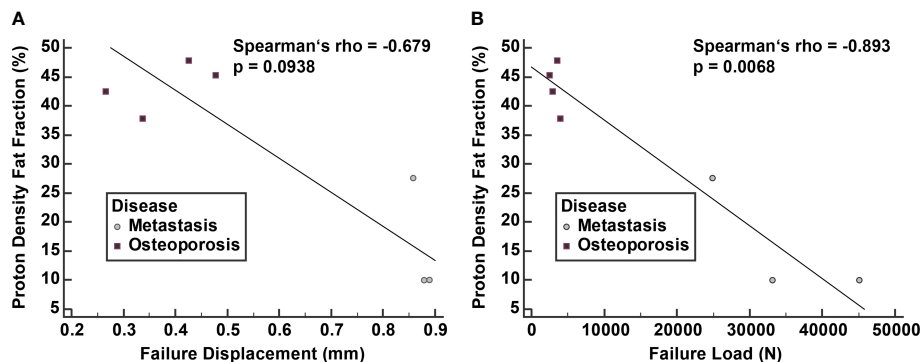 A
Spearman‘s rho = -0.679
p = 0.0938
Proton Density Fat Fraction (%)
50
45
40
35
30
25
20
15
10
5
Disease
Metastasis
Osteoporosis
0.2 0.3 0.4 0.5 0.6 0.7 0.8 0.9
Failure Displacement (mm)
B
Spearman‘s rho = -0.893
p = 0.0068
Proton Density Fat Fraction (%)
50
45
40
35
30
25
20
15
10
5
Disease
Metastasis
Osteoporosis
0 10000 20000 30000 40000 50000
Failure Load (N)